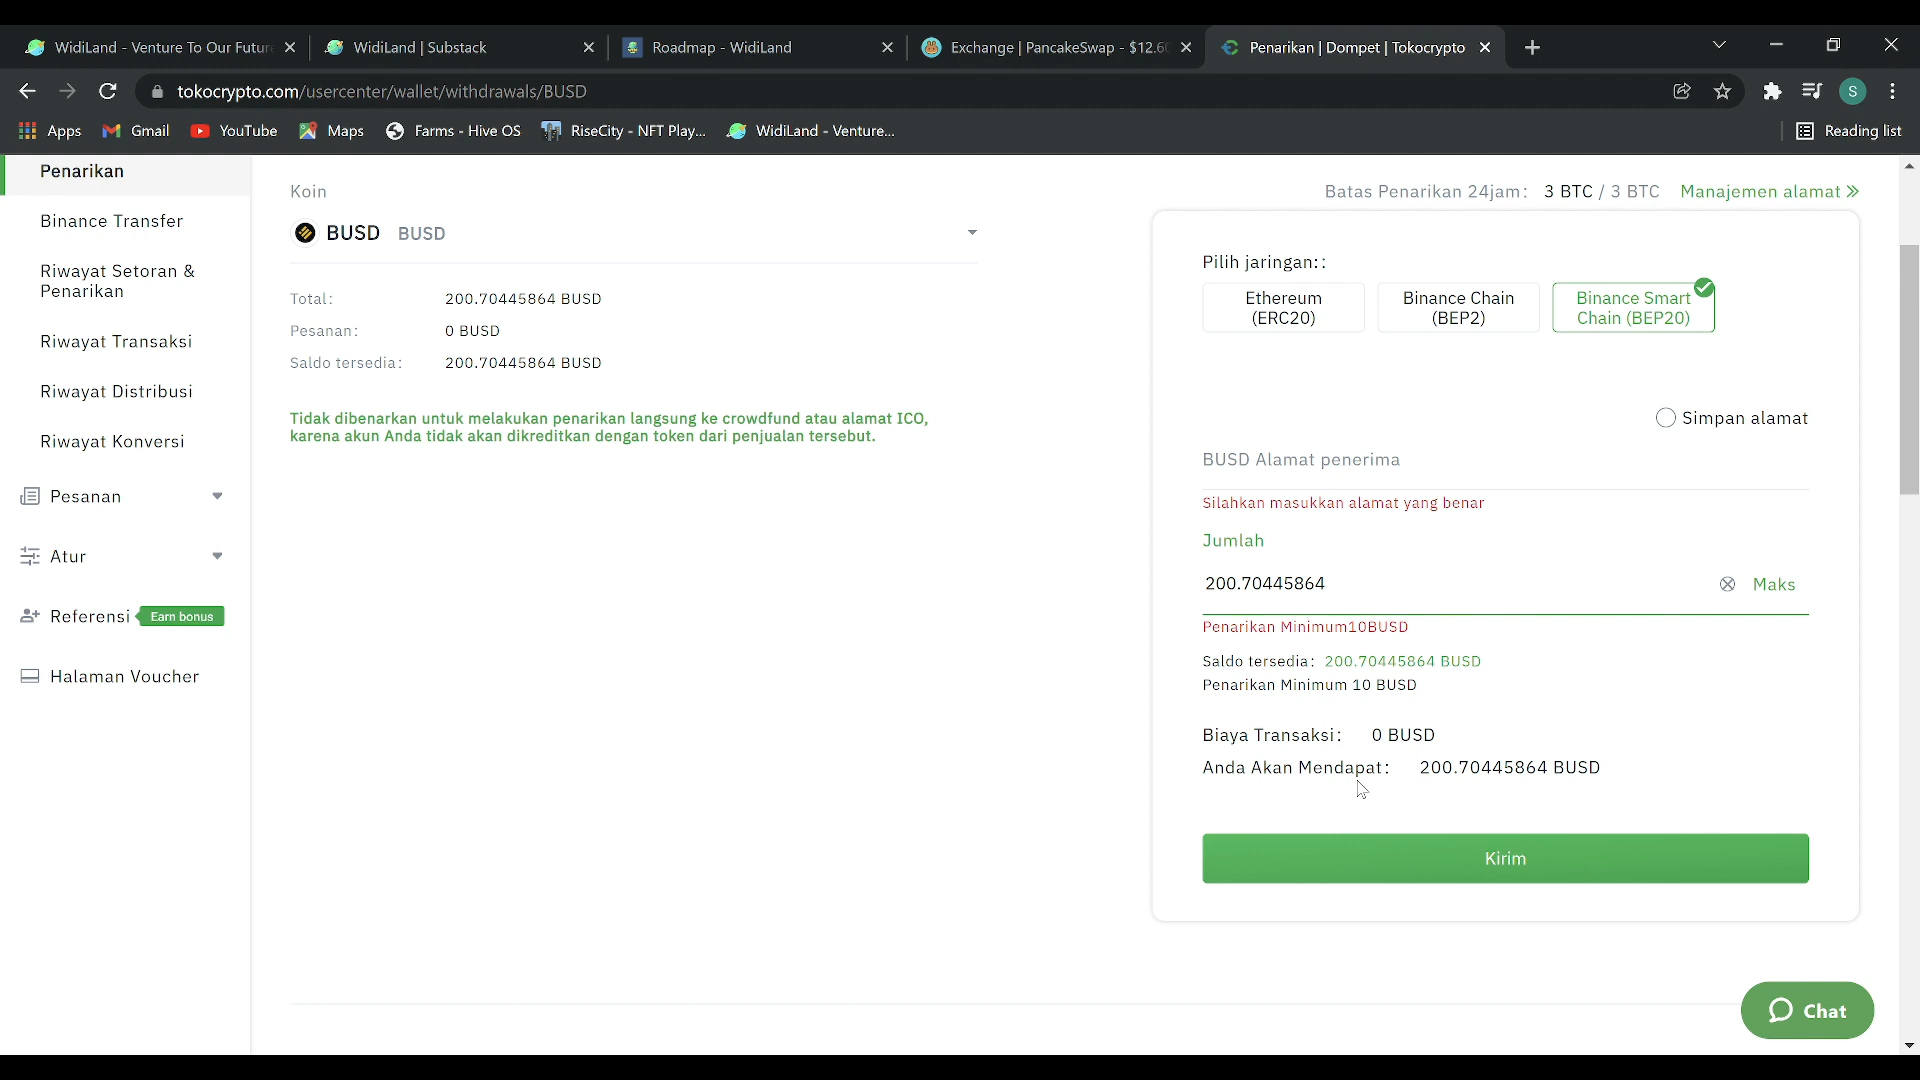 WidiLand - Venture To Our Future
WidiLand | Substack
Roadmap - WidiLand
Exchange | PancakeSwap - $12.60
Penarikan | Dompet | Tokocrypto
tokocrypto.com/usercenter/wallet/withdrawals/BUSD
S
Apps
Gmail
YouTube
Maps
Farms - Hive OS
RiseCity - NFT Play...
WidiLand - Venture...
Reading list
Penarikan
Binance Transfer
Riwayat Setoran &
Penarikan
Riwayat Transaksi
Riwayat Distribusi
Riwayat Konversi
Pesanan
Atur
Referensi
Earn bonus
Halaman Voucher
Koin
BUSD BUSD
Total: 200.70445864 BUSD
Pesanan: 0 BUSD
Saldo tersedia: 200.70445864 BUSD
Tidak dibenarkan untuk melakukan penarikan langsung ke crowdfund atau alamat ICO,
karena akun Anda tidak akan dikreditkan dengan token dari penjualan tersebut.
Batas Penarikan 24jam: 3 BTC / 3 BTC Manajemen alamat
Pilih jaringan::
Ethereum
(ERC20)
Binance Chain
(BEP2)
Binance Smart
Chain (BEP20)
Simpan alamat
BUSD Alamat penerima
Silahkan masukkan alamat yang benar
Jumlah
200.70445864
Maks
Penarikan Minimum10BUSD
Saldo tersedia: 200.70445864 BUSD
Penarikan Minimum 10 BUSD
Biaya Transaksi: 0 BUSD
Anda Akan Mendapat: 200.70445864 BUSD
Kirim
Chat